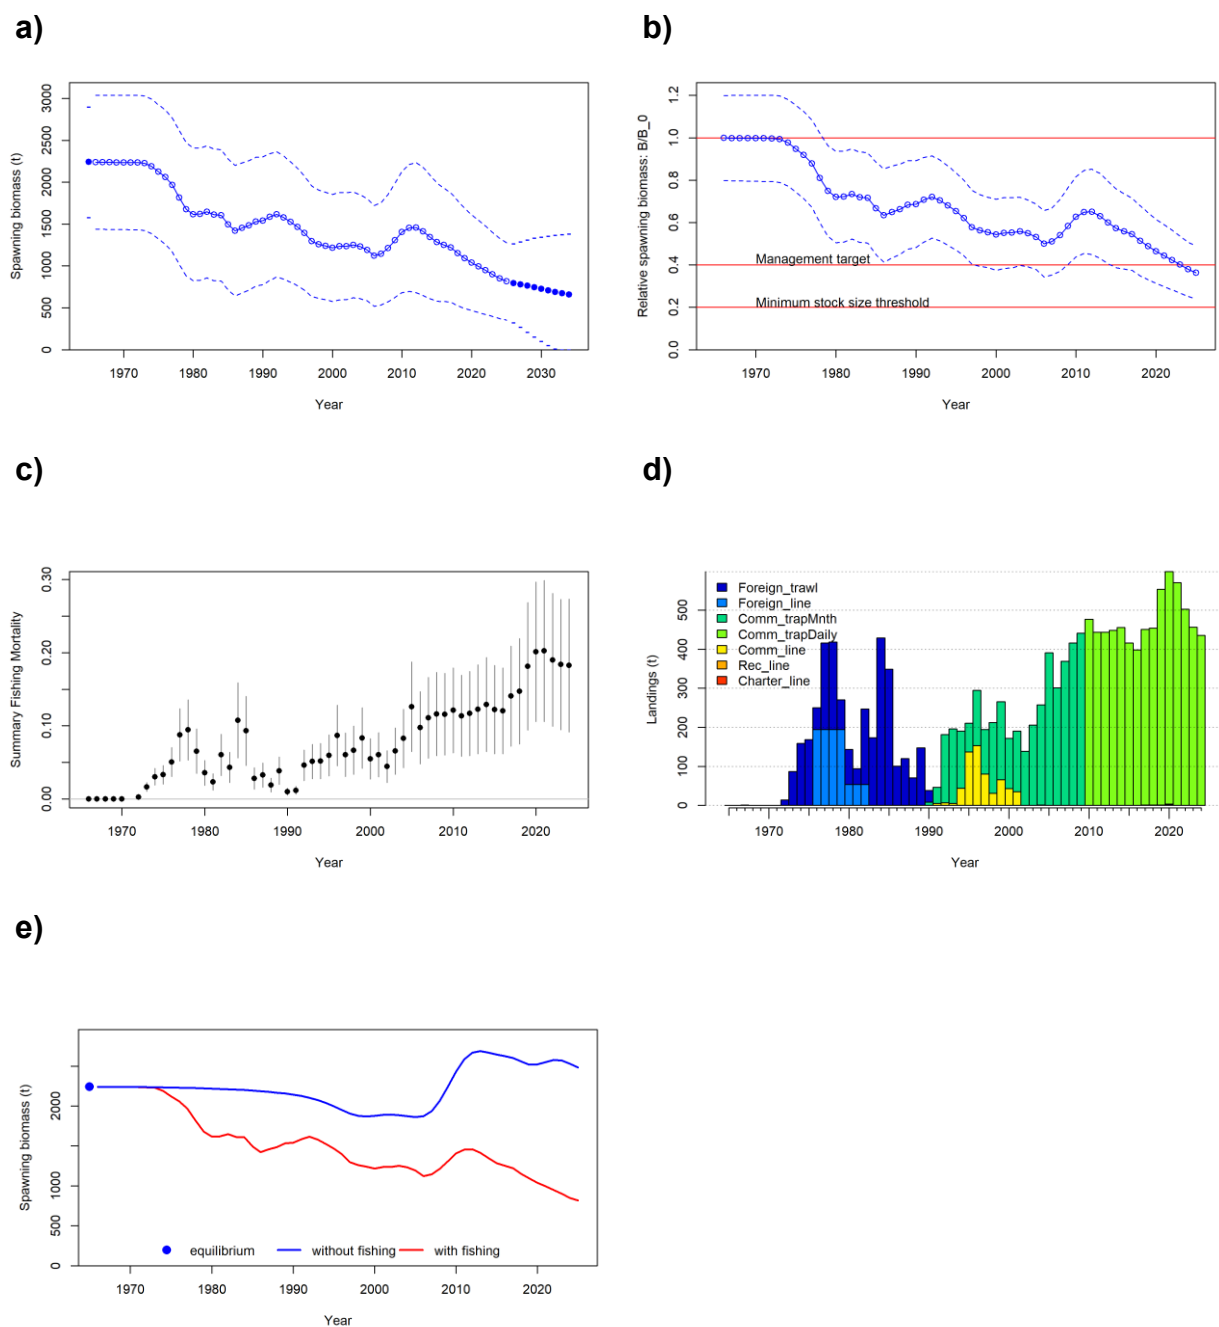 a)
Spawning biomass (t)
3000
2500
2000
1500
1000
500
0
1970 1980 1990 2000 2010 2020 2030
Year
b)
Relative spawning biomass: B/B_0
1.2
1.0
0.8
0.6
0.4
0.2
0.0
Management target
Minimum stock size threshold
1970 1980 1990 2000 2010 2020
Year
c)
Summary Fishing Mortality
0.30
0.20
0.10
0.00
1970 1980 1990 2000 2010 2020
Year
d)
Landings (t)
500
400
300
200
100
0
Foreign_trawl
Foreign_line
Comm_trapMnth
Comm_trapDaily
Comm_line
Rec_line
Charter_line
1970 1980 1990 2000 2010 2020
Year
e)
Spawning biomass (t)
2000
1000
500
0
equilibrium without fishing with fishing
1970 1980 1990 2000 2010 2020
Year